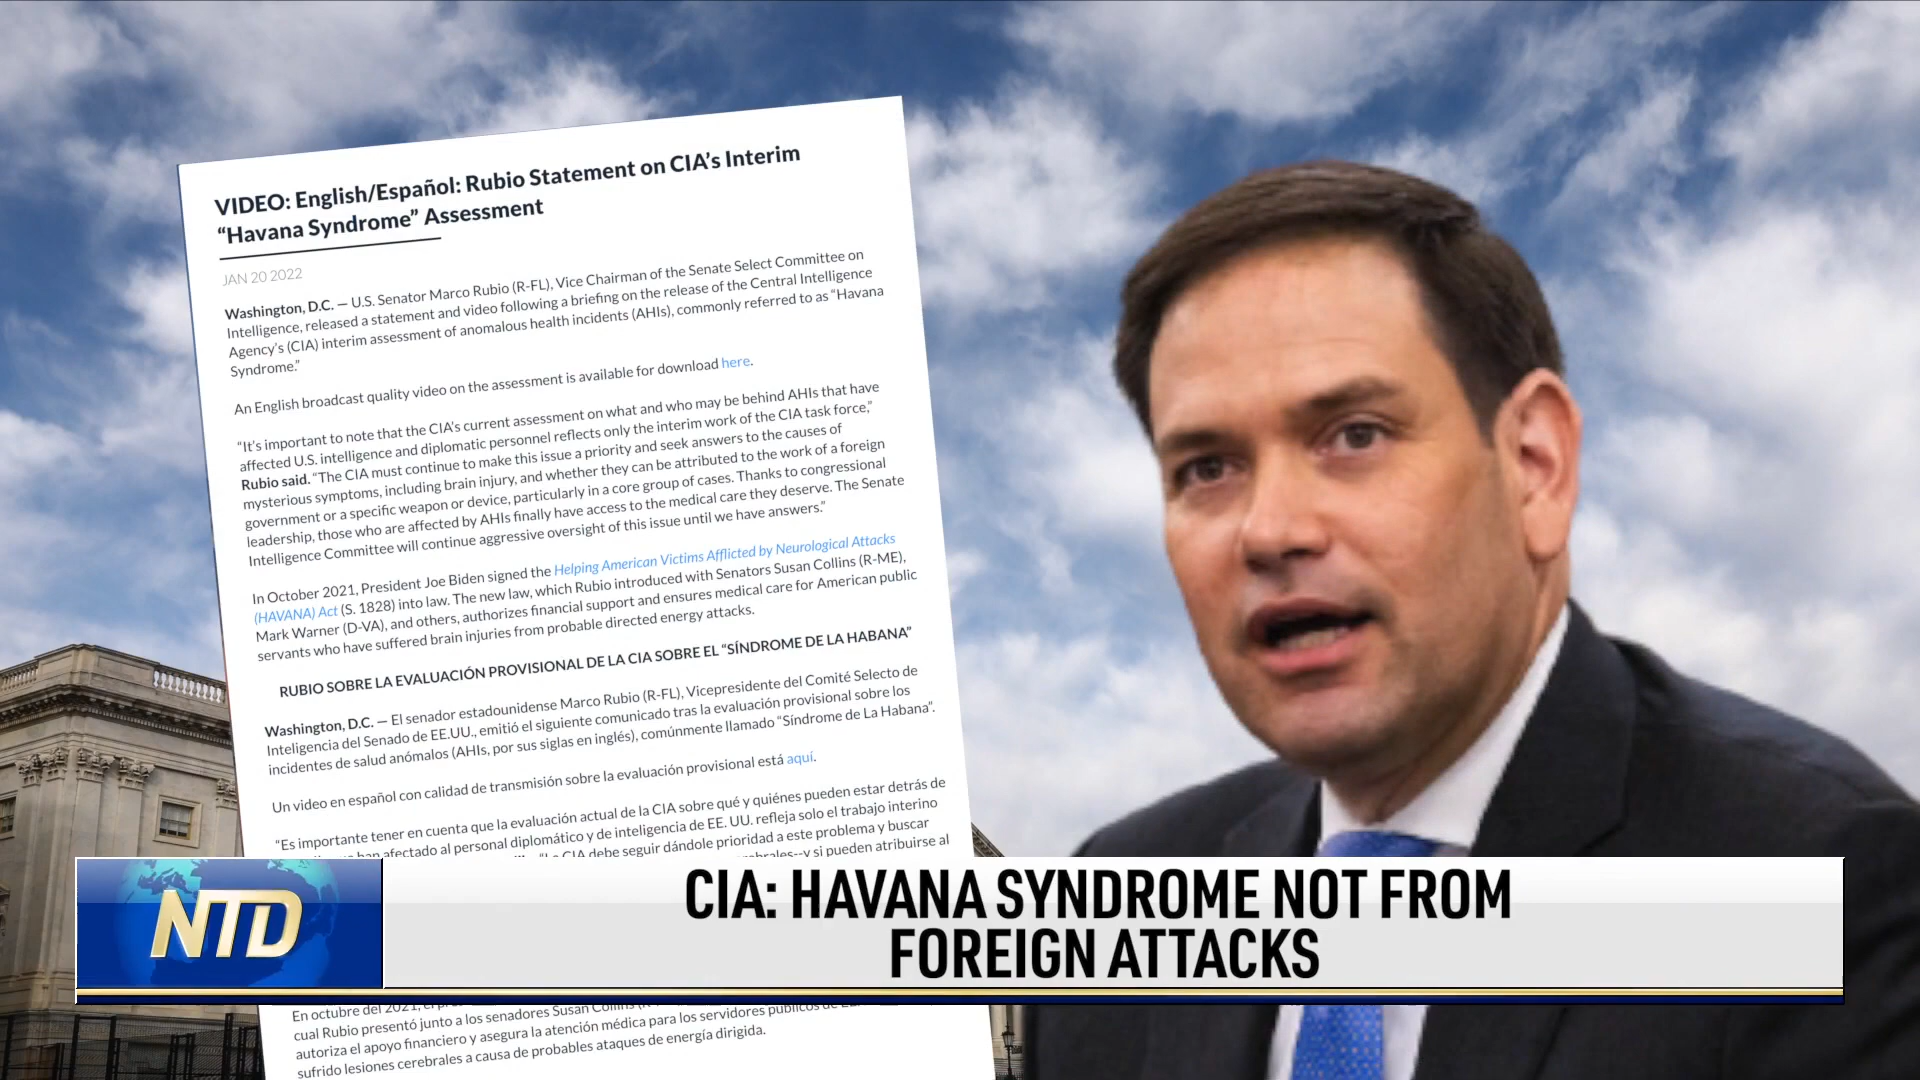 VIDEO: English/Español: Rubio Statement on CIA's Interim
“Havana Syndrome” Assessment
JAN 20 2022
Washington, D.C. — U.S. Senator Marco Rubio (R-FL), Vice Chairman of the Senate Select Committee on
Intelligence, released a statement and video following a briefing on the release of the Central Intelligence
Agency's (CIA) interim assessment of anomalous health incidents (AHIs), commonly referred to as “Havana
Syndrome.”
An English broadcast quality video on the assessment is available for download here.
“It's important to note that the CIA's current assessment on what and who may be behind AHIs that have
affected U.S. intelligence and diplomatic personnel reflects only the interim work of the CIA task force,”
Rubio said. “The CIA must continue to make this issue a priority and seek answers to the causes of
mysterious symptoms, including brain injury, and whether they can be attributed to the work of a foreign
government or a specific weapon or device, particularly in a core group of cases. Thanks to congressional
leadership, those who are affected by AHIs finally have access to the medical care they deserve. The Senate
Intelligence Committee will continue aggressive oversight of this issue until we have answers.”
In October 2021, President Joe Biden signed the Helping American Victims Afflicted by Neurological Attacks
(HAVANA) Act (S. 1828) into law. The new law, which Rubio introduced with Senators Susan Collins (R-ME),
Mark Warner (D-VA), and others, authorizes financial support and ensures medical care for American public
servants who have suffered brain injuries from probable directed energy attacks.
RUBIO SOBRE LA EVALUACIÓN PROVISIONAL DE LA CIA SOBRE EL “SÍNDROME DE LA HABANA”
Washington, D.C. — El senador estadounidense Marco Rubio (R-FL), Vicepresidente del Comité Selecto de
Inteligencia del Senado de EE.UU., emitió el siguiente comunicado tras la evaluación provisional sobre los
incidentes de salud anómalos (AHIs, por sus siglas en inglés), comúnmente llamado “Síndrome de La Habana”.
Un video en español con calidad de transmisión sobre la evaluación provisional está aquí.
“Es importante tener en cuenta que la evaluación actual de la CIA sobre qué y quiénes pueden estar detrás de
han afectado al personal diplomático y de inteligencia de EE. UU. refleja solo el trabajo interino
CIA debe seguir dándole prioridad a este problema y buscar
y si pueden atribuirse al
NTD
CIA: HAVANA SYNDROME NOT FROM
FOREIGN ATTACKS
En octubre del 2021,
cual Rubio presentó junto a los senadores Susan Collins
autoriza el apoyo financiero y asegura la atención médica para los servidores públicos de
sufrido lesiones cerebrales a causa de probables ataques de energía dirigida.